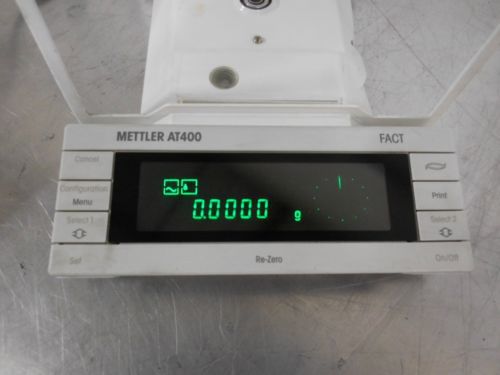 METTLER AT400
FACT
Cancel
Configuration
Menu
Print
Select 1
Select 2
0.0000 g
Set
Re-Zero
On/Off